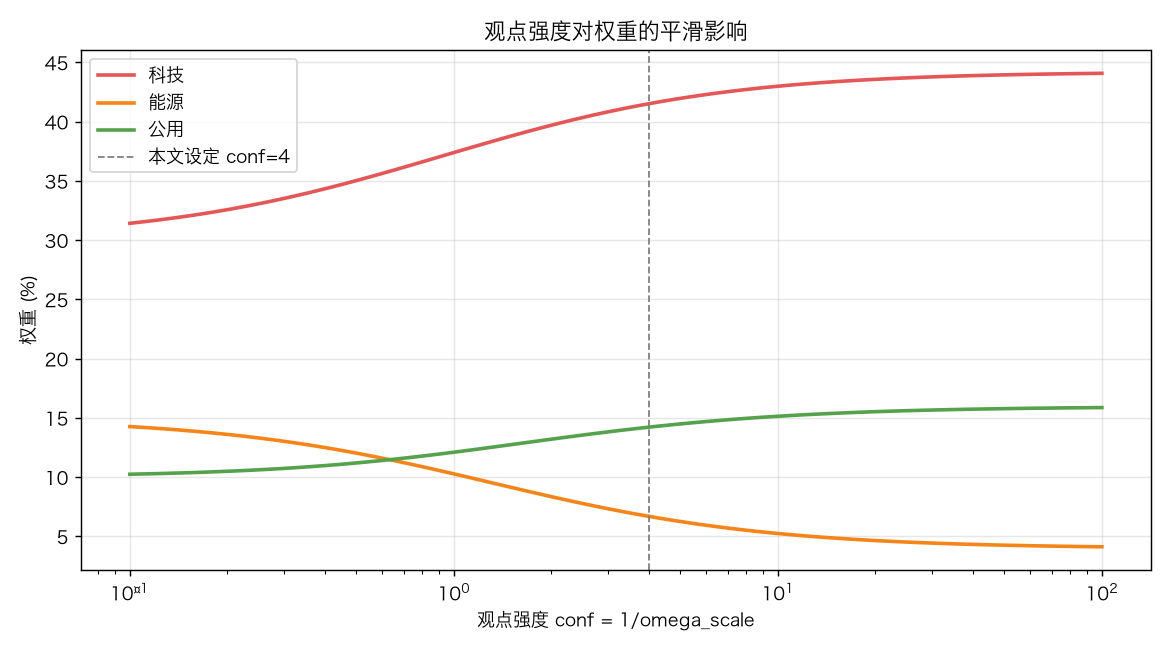 观点强度对权重的平滑影响
科技
能源
公用
本文设定 conf=4
权重 (%)
45
40
35
30
25
20
15
10
5
10⁰
10¹
10²
观点强度 conf = 1/omega_scale